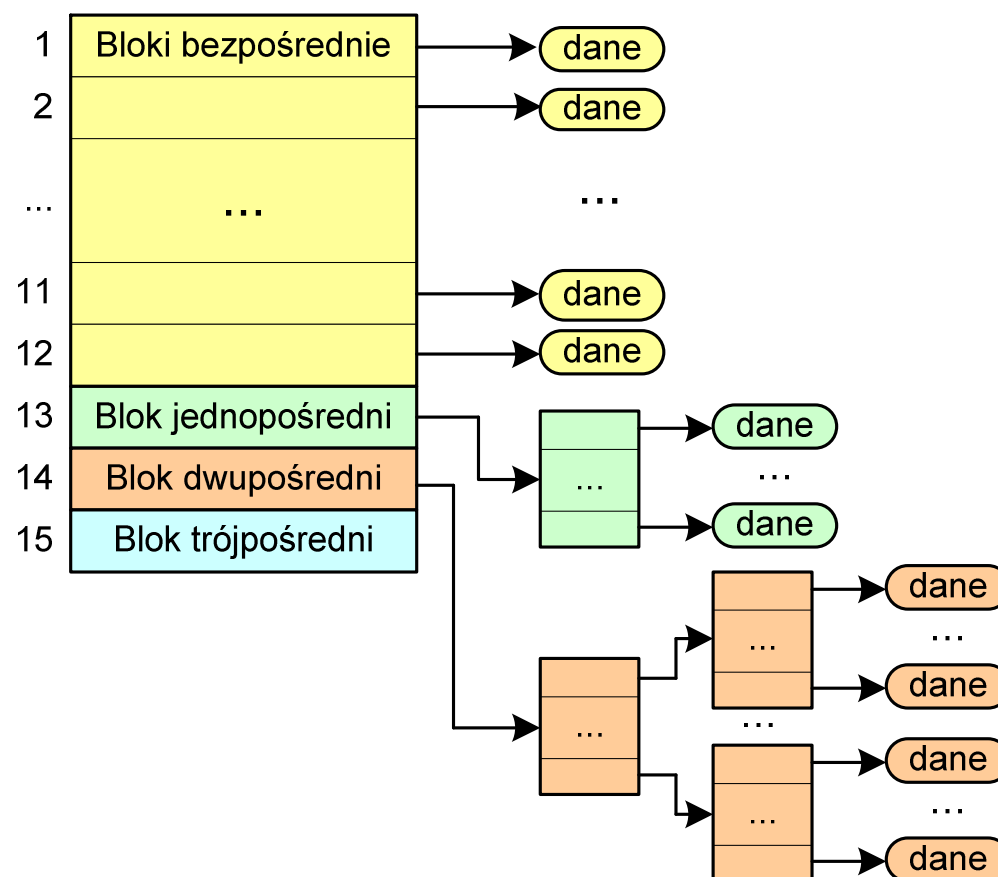 1 Bloki bezpośrednie dane
2 dane
... ... ...
11 dane
12 dane
13 Blok jednopośredni dane
14 Blok dwupośredni ... ...
15 Blok trójpośredni dane
dane
... ...
dane
... ...
dane
... ...
dane